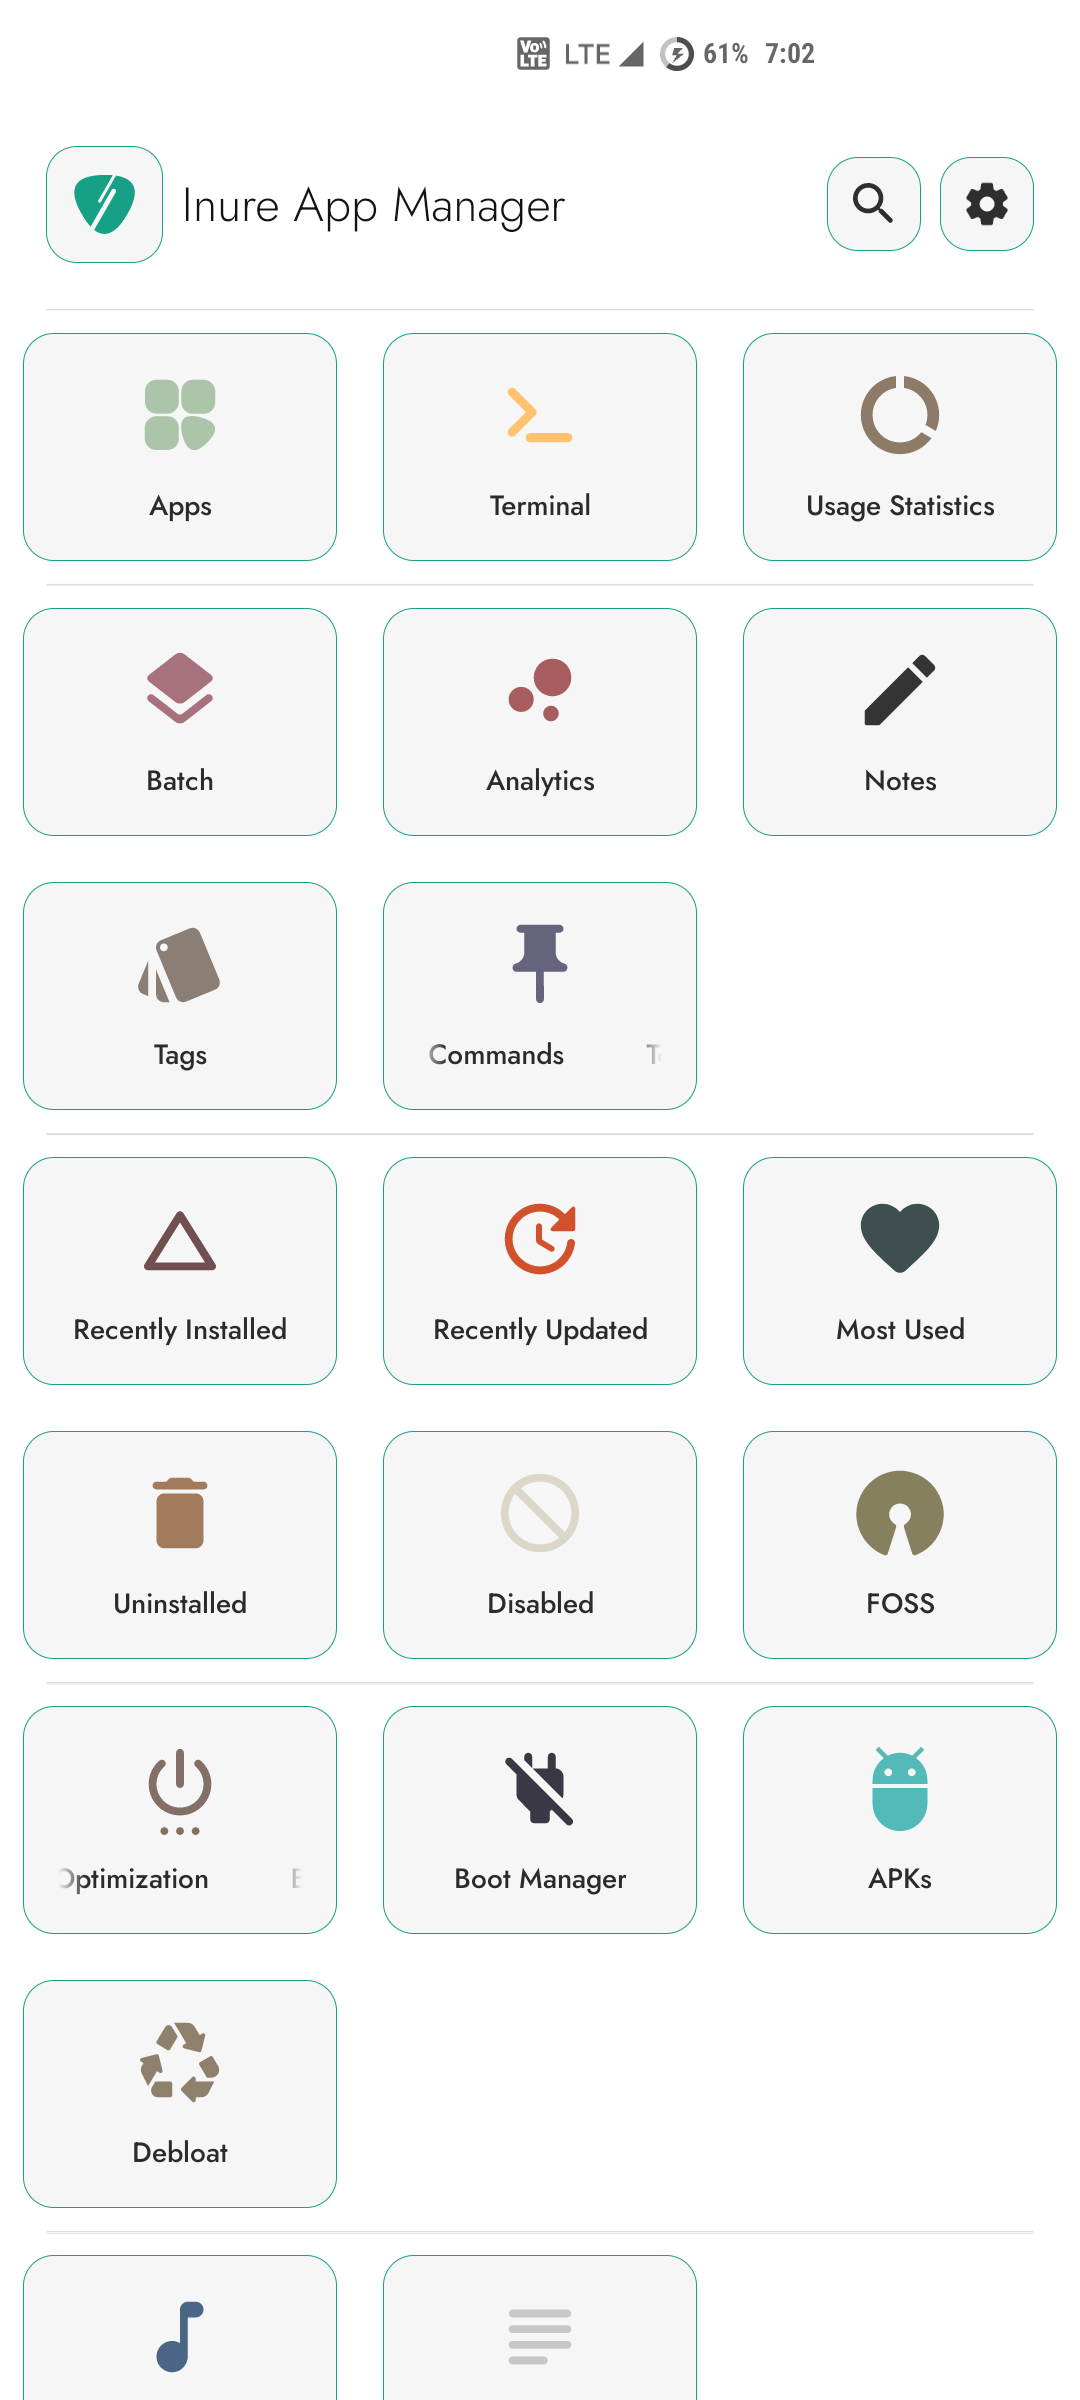 Vo LTE LTE 61% 7:02
Inure App Manager
Apps
Terminal
Usage Statistics
Batch
Analytics
Notes
Tags
Commands
Recently Installed
Recently Updated
Most Used
Uninstalled
Disabled
FOSS
Optimization
Boot Manager
APKs
Debloat